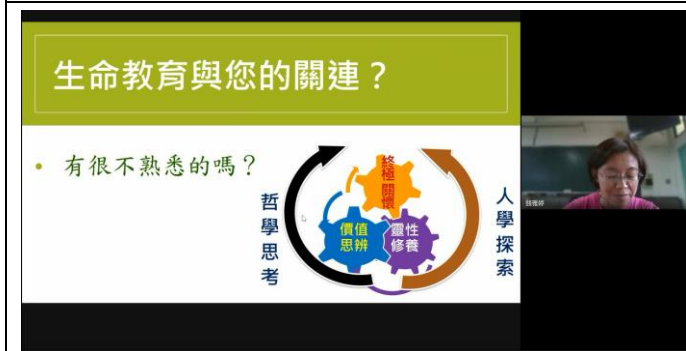 生命教育與您的關連？
• 有很不熟悉的嗎？
哲學思考
終極關懷
價值思辨
靈性修養
人學探索